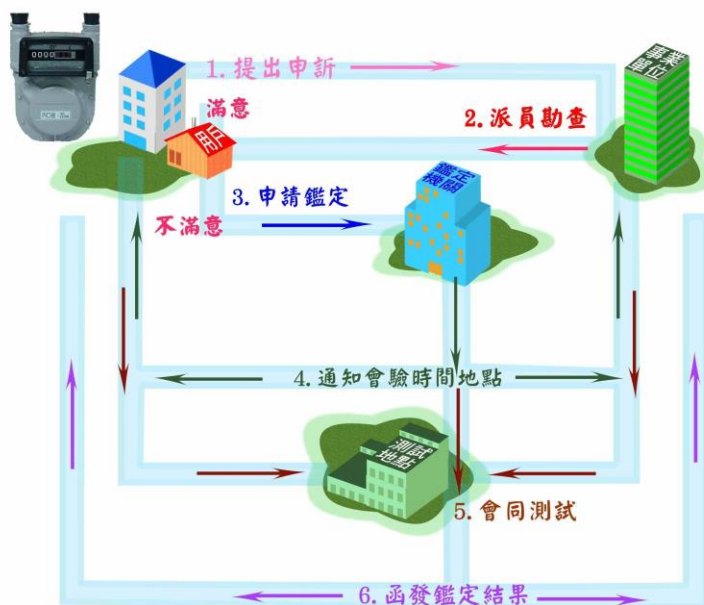 1.提出申訴
事業
單位
滿意
2.派員勘查
用戶
鑑定
機關
3.申請鑑定
不滿意
4.通知會驗時間地點
測試
地點
5.會同測試
6.函發鑑定結果